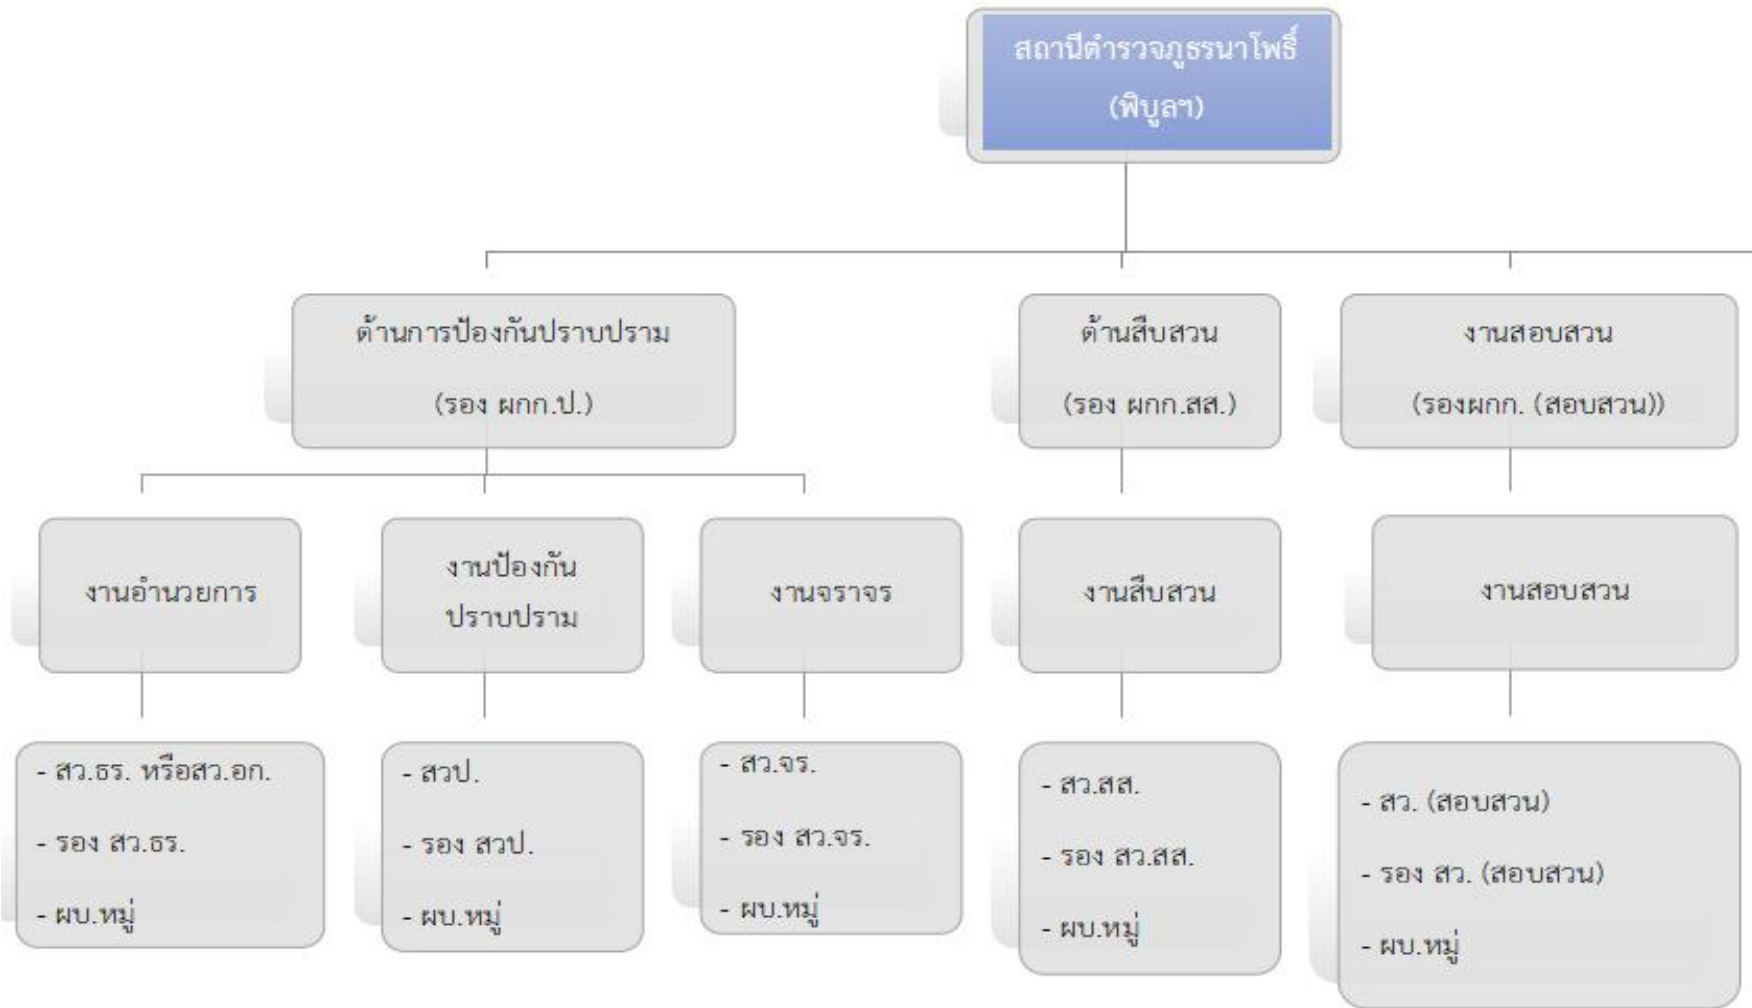 สถานีตำรวจภูธรนาโพธิ์
(พิบูลฯ)
ด้านการป้องกันปราบปราม
(รอง ผกก.ป.)
ด้านสืบสวน
(รอง ผกก.สส.)
งานสอบสวน
(รองผกก. (สอบสวน))
งานอำนวยการ
งานป้องกัน
ปราบปราม
งานจราจร
งานสืบสวน
งานสอบสวน
- สว.ธร. หรือสว.อก.
- รอง สว.ธร.
- ผบ.หมู่
- สวป.
- รอง สวป.
- ผบ.หมู่
- สว.จร.
- รอง สว.จร.
- ผบ.หมู่
- สว.สส.
- รอง สว.สส.
- ผบ.หมู่
- สว. (สอบสวน)
- รอง สว. (สอบสวน)
- ผบ.หมู่